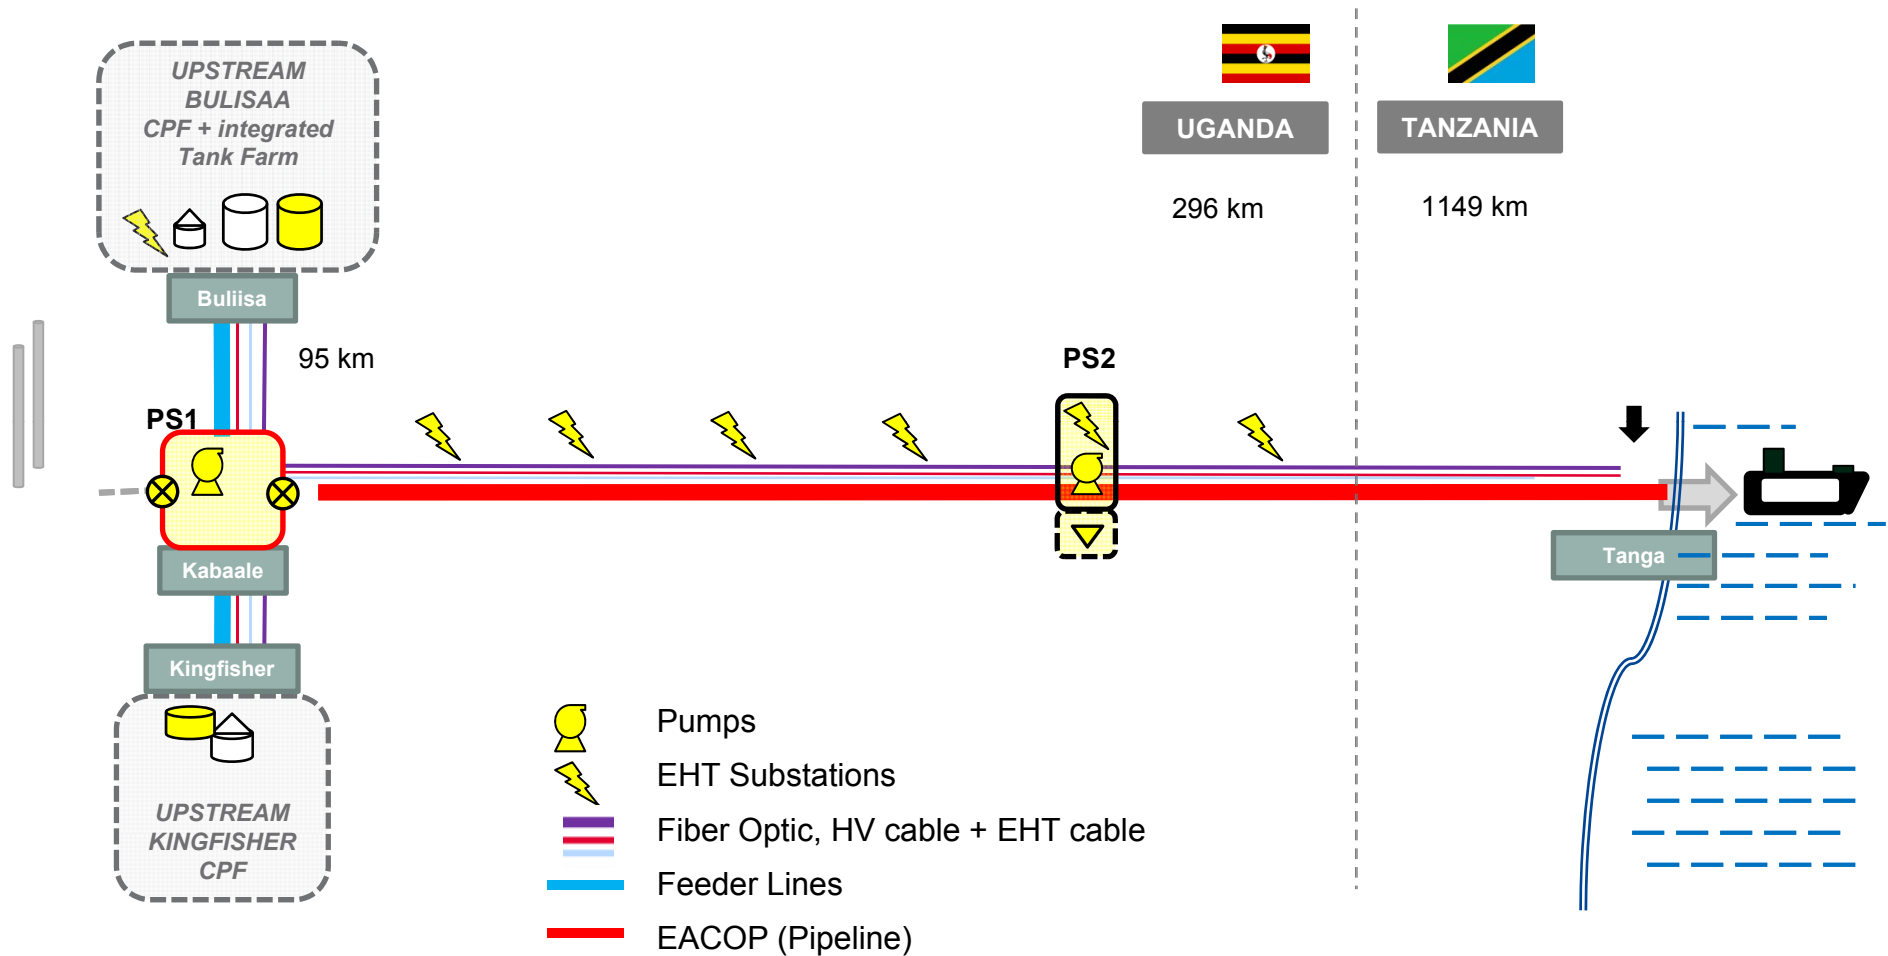 UPSTREAM
BULISAA
CPF + integrated
Tank Farm
Buliisa
95 km
PS1
Kabaale
Kingfisher
UPSTREAM
KINGFISHER
CPF
PS2
UGANDA
296 km
TANZANIA
1149 km
Tanga
Pumps
EHT Substations
Fiber Optic, HV cable + EHT cable
Feeder Lines
EACOP (Pipeline)